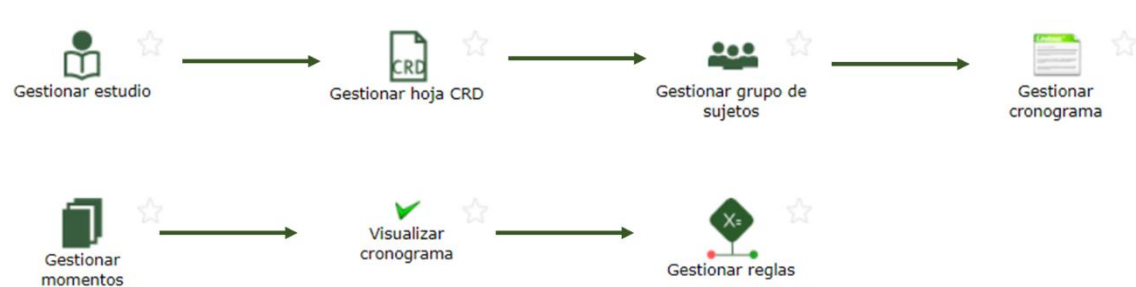 Gestionar estudio
CRD
Gestionar hoja CRD
Gestionar grupo de
sujetos
Gestionar
cronograma
Gestionar
momentos
Visualizar
cronograma
X=
Gestionar reglas